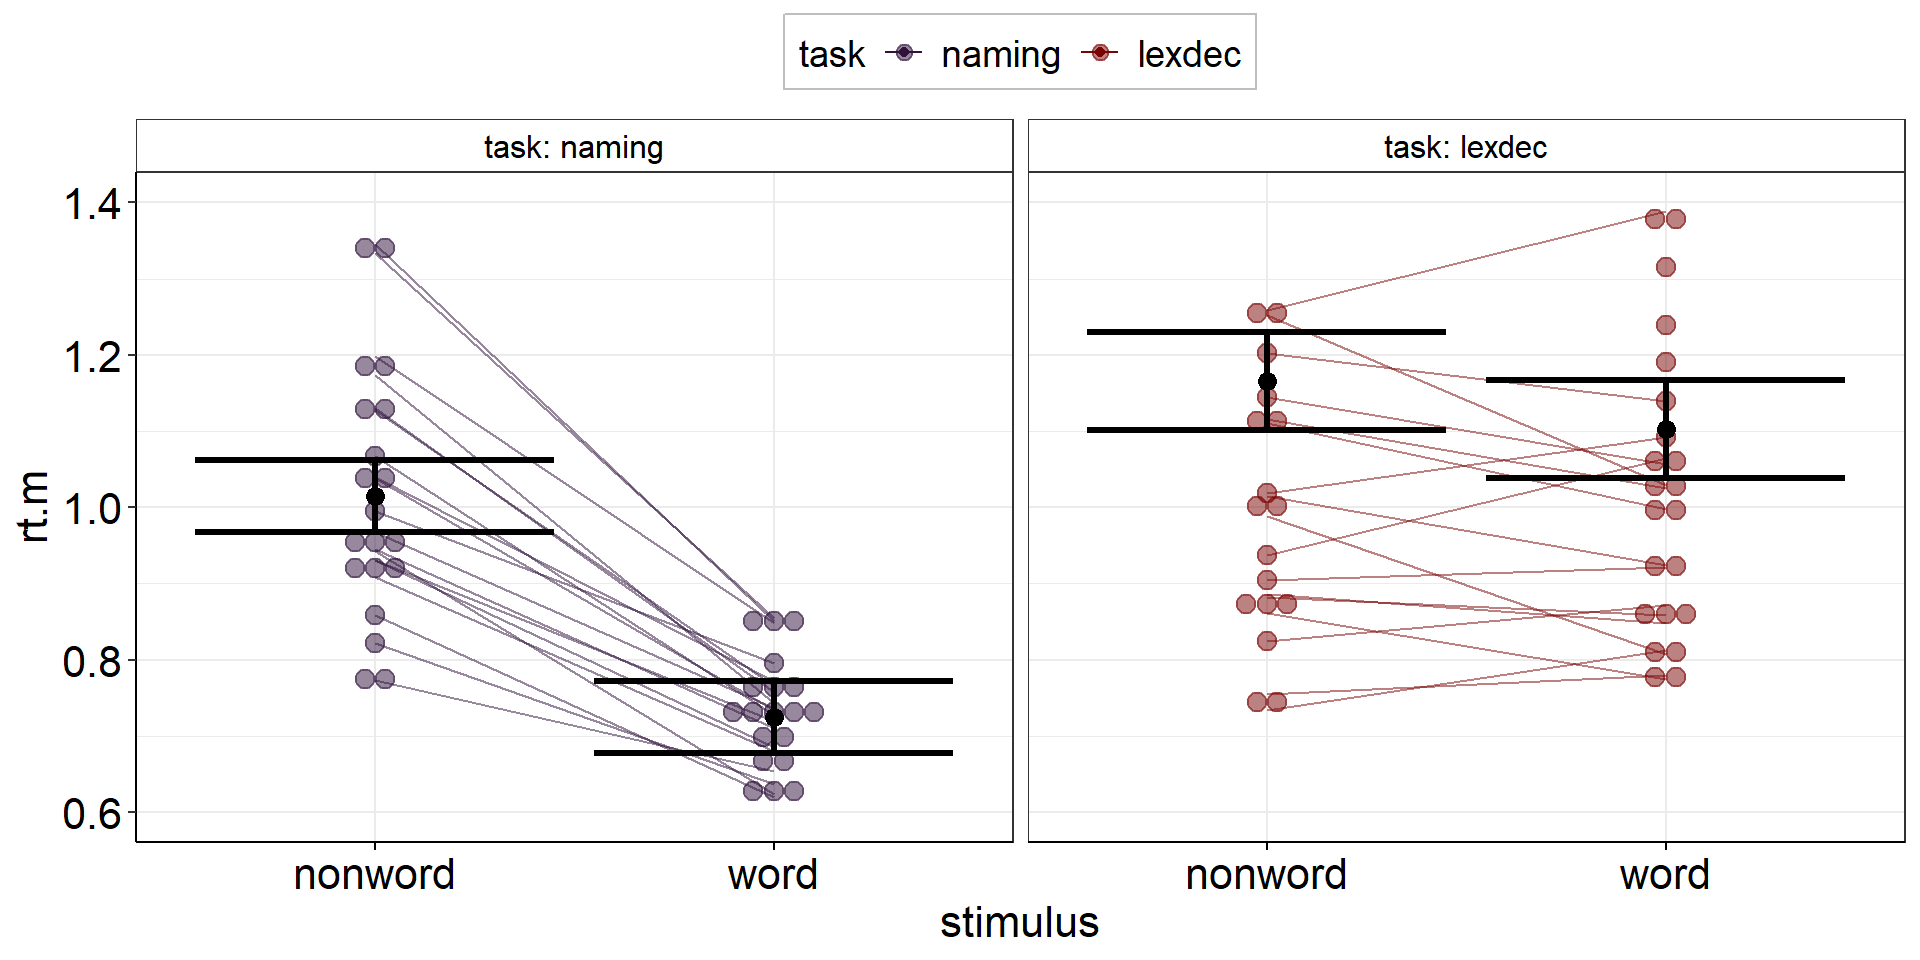 task naming lexdec
task: naming
task: lexdec
1.4
1.2
1.0
0.8
0.6
rt.m
nonword word nonword word
stimulus